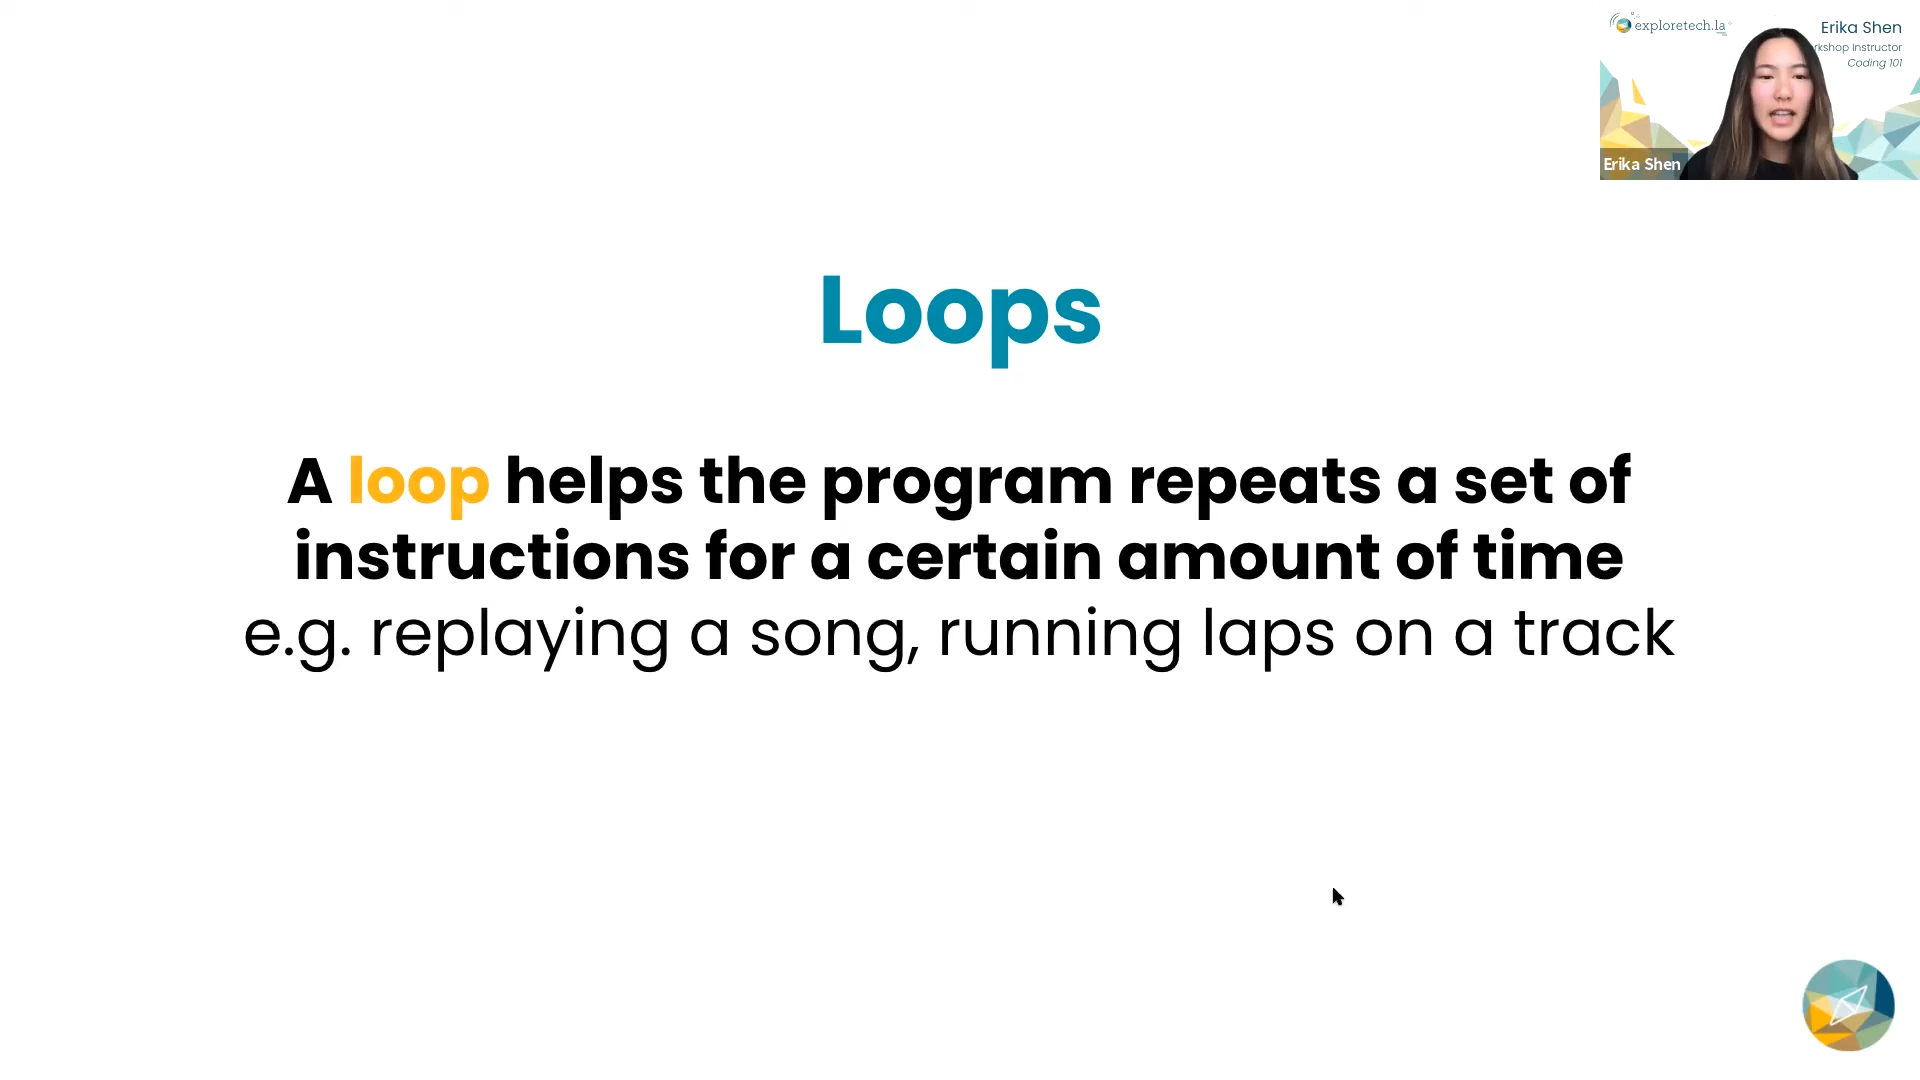 exploretech.la
Erika Shen
rkshop Instructor
Coding 101
Erika Shen
Loops
A loop helps the program repeats a set of
instructions for a certain amount of time
e.g. replaying a song, running laps on a track